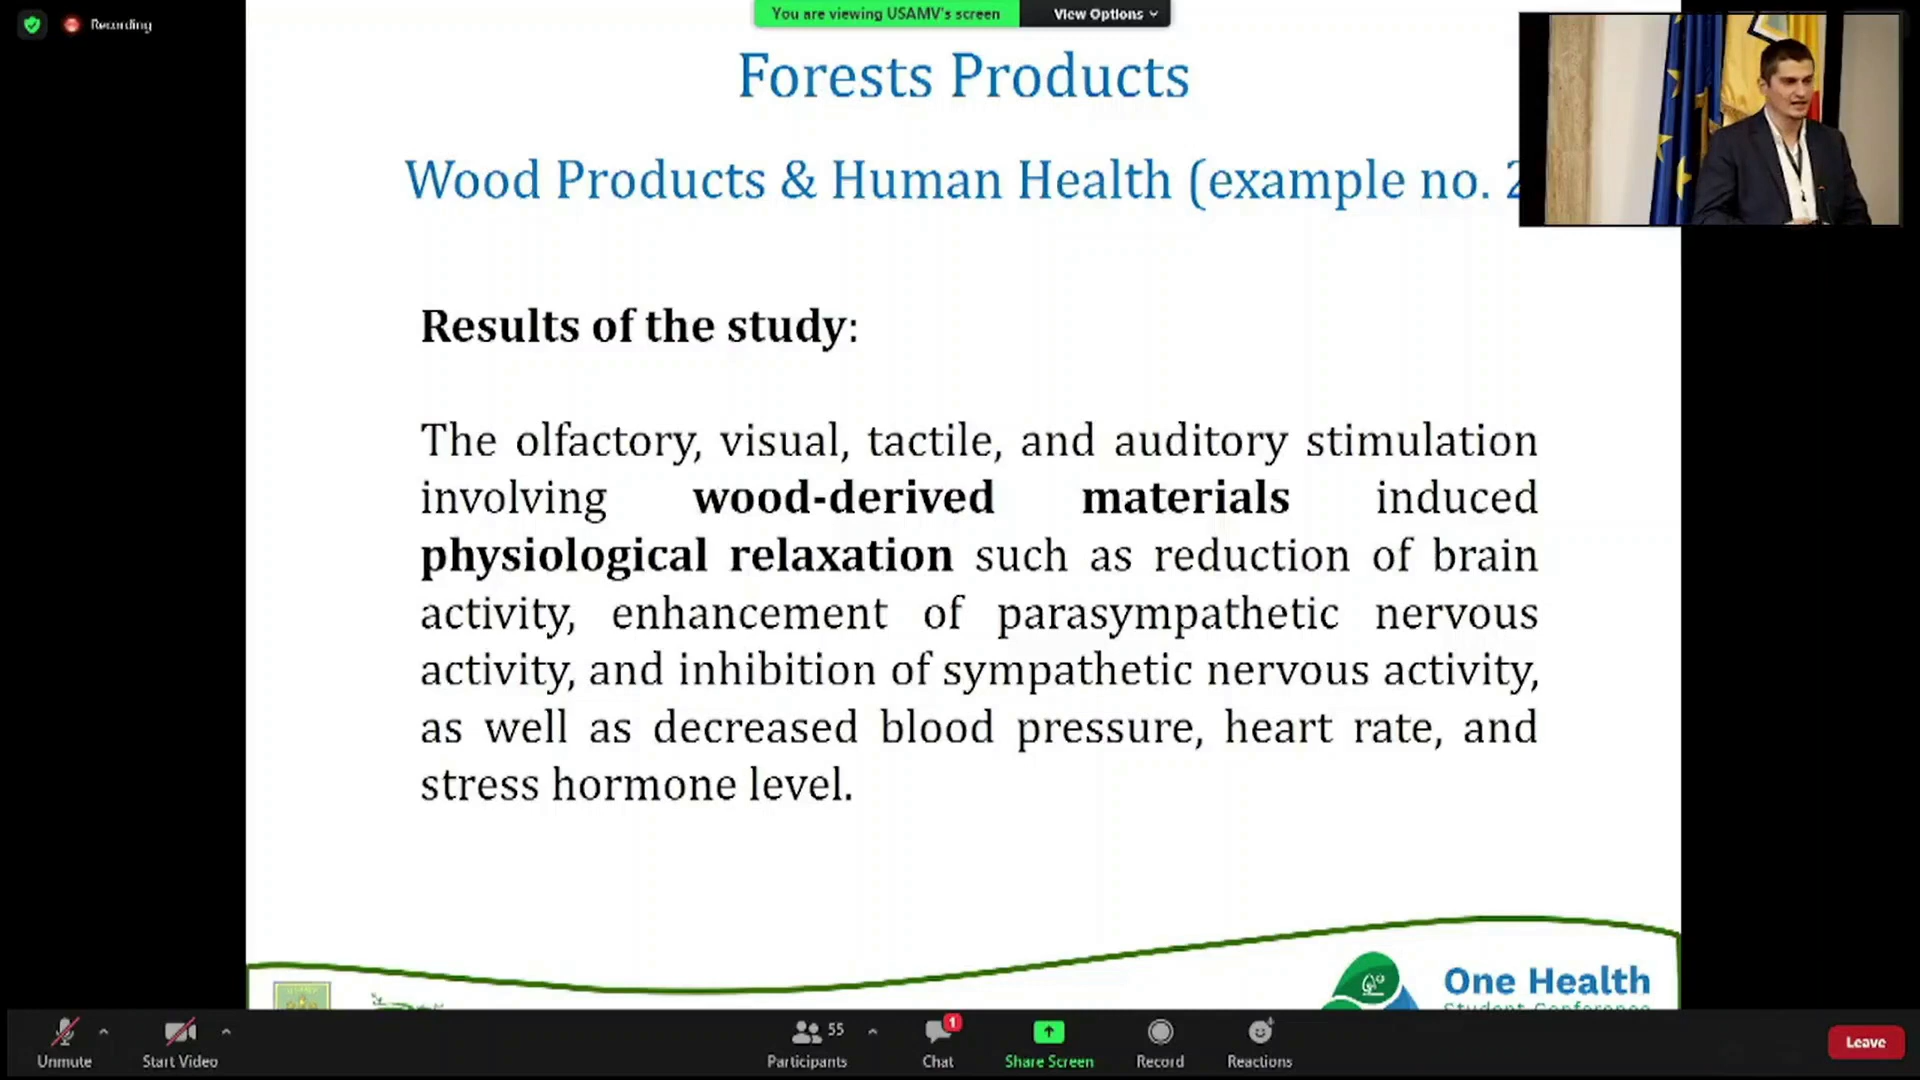 Recording
You are viewing USAMV's screen
View Options
Forests Products
Wood Products & Human Health (example no. 2
Results of the study:
The olfactory, visual, tactile, and auditory stimulation
involving wood-derived materials induced
physiological relaxation such as reduction of brain
activity, enhancement of parasympathetic nervous
activity, and inhibition of sympathetic nervous activity,
as well as decreased blood pressure, heart rate, and
stress hormone level.
One Health
Student Conference
Unmute
Start Video
55
Participants
1
Chat
Share Screen
Record
Reactions
Leave